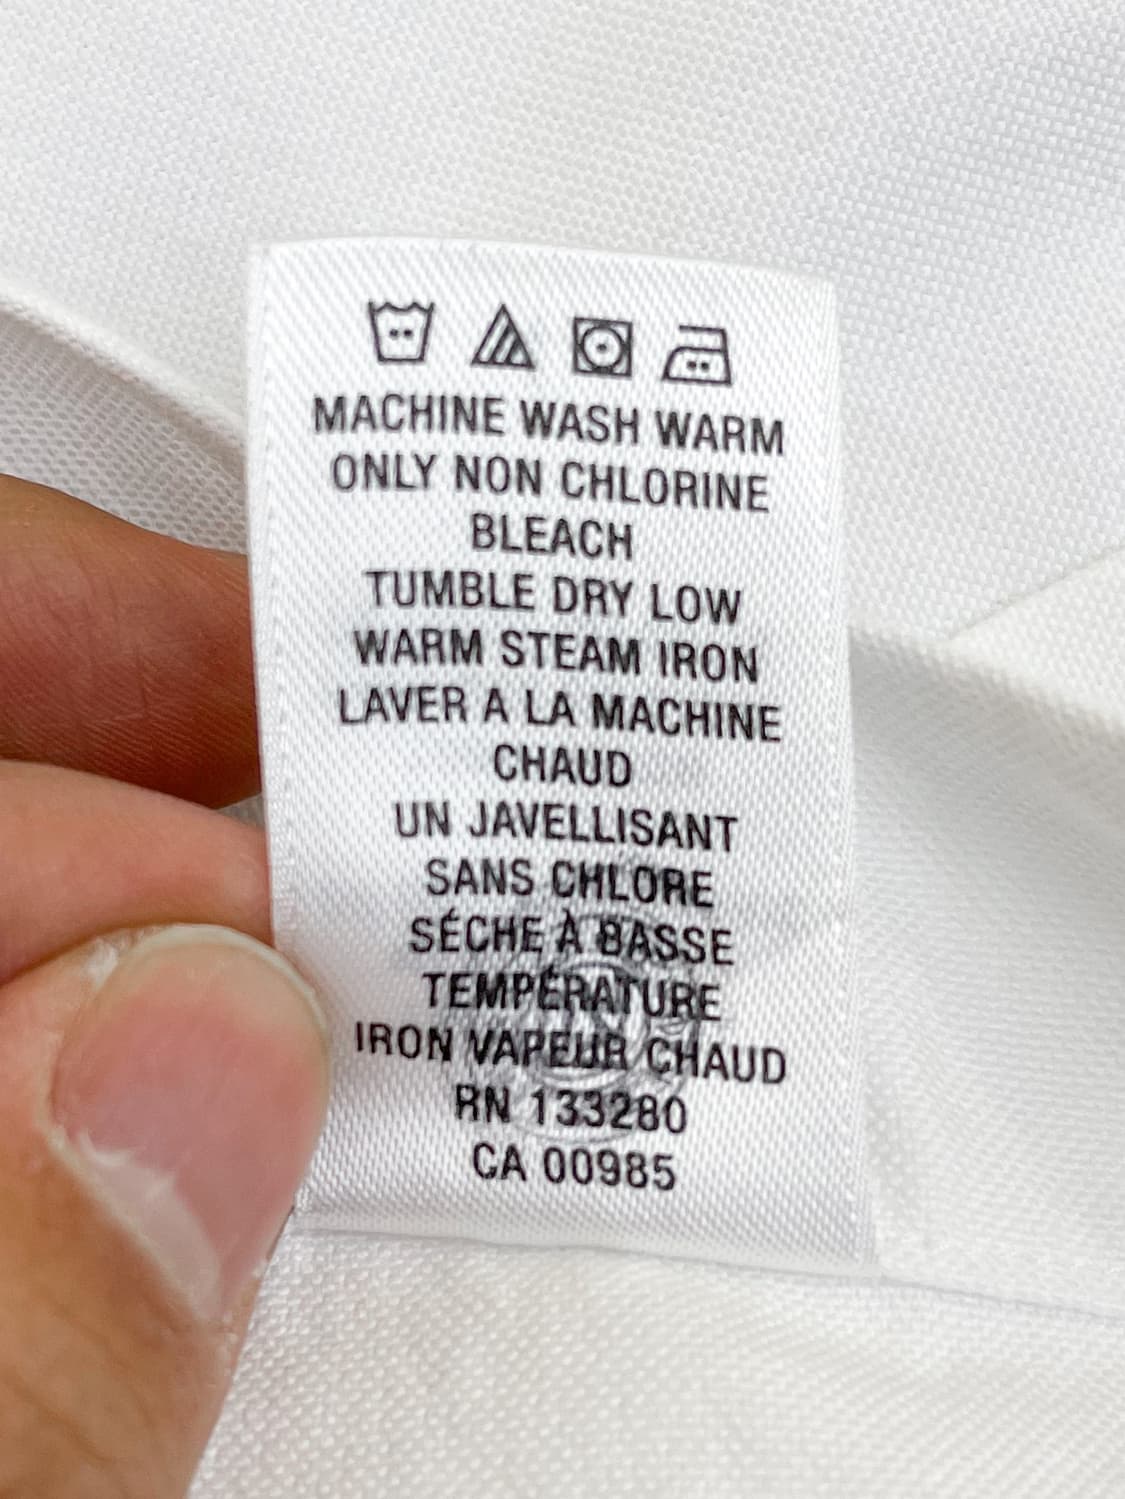 MACHINE WASH WARM
ONLY NON CHLORINE
BLEACH
TUMBLE DRY LOW
WARM STEAM IRON
LAVER A LA MACHINE
CHAUD
UN JAVELLISANT
SANS CHLORE
SÉCHE À BASSE
TEMPÉRATURE
IRON VAPEUR CHAUD
RN 133280
CA 00985